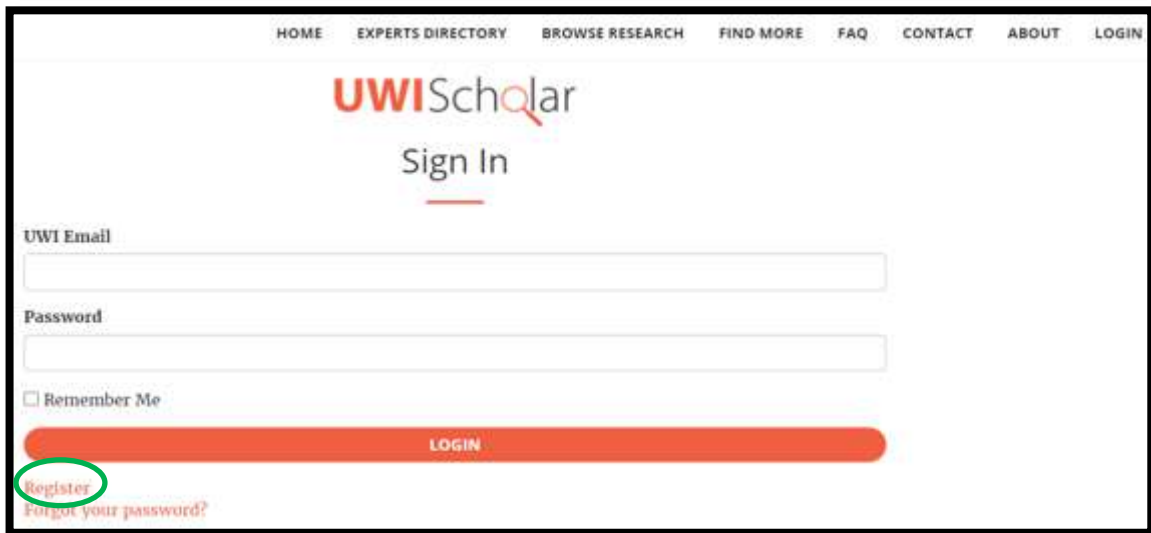 HOME EXPERTS DIRECTORY BROWSE RESEARCH FIND MORE FAQ CONTACT ABOUT LOGIN
UWIScholar
Sign In
UWI Email
Password
Remember Me
LOGIN
Register
Forgot your password?